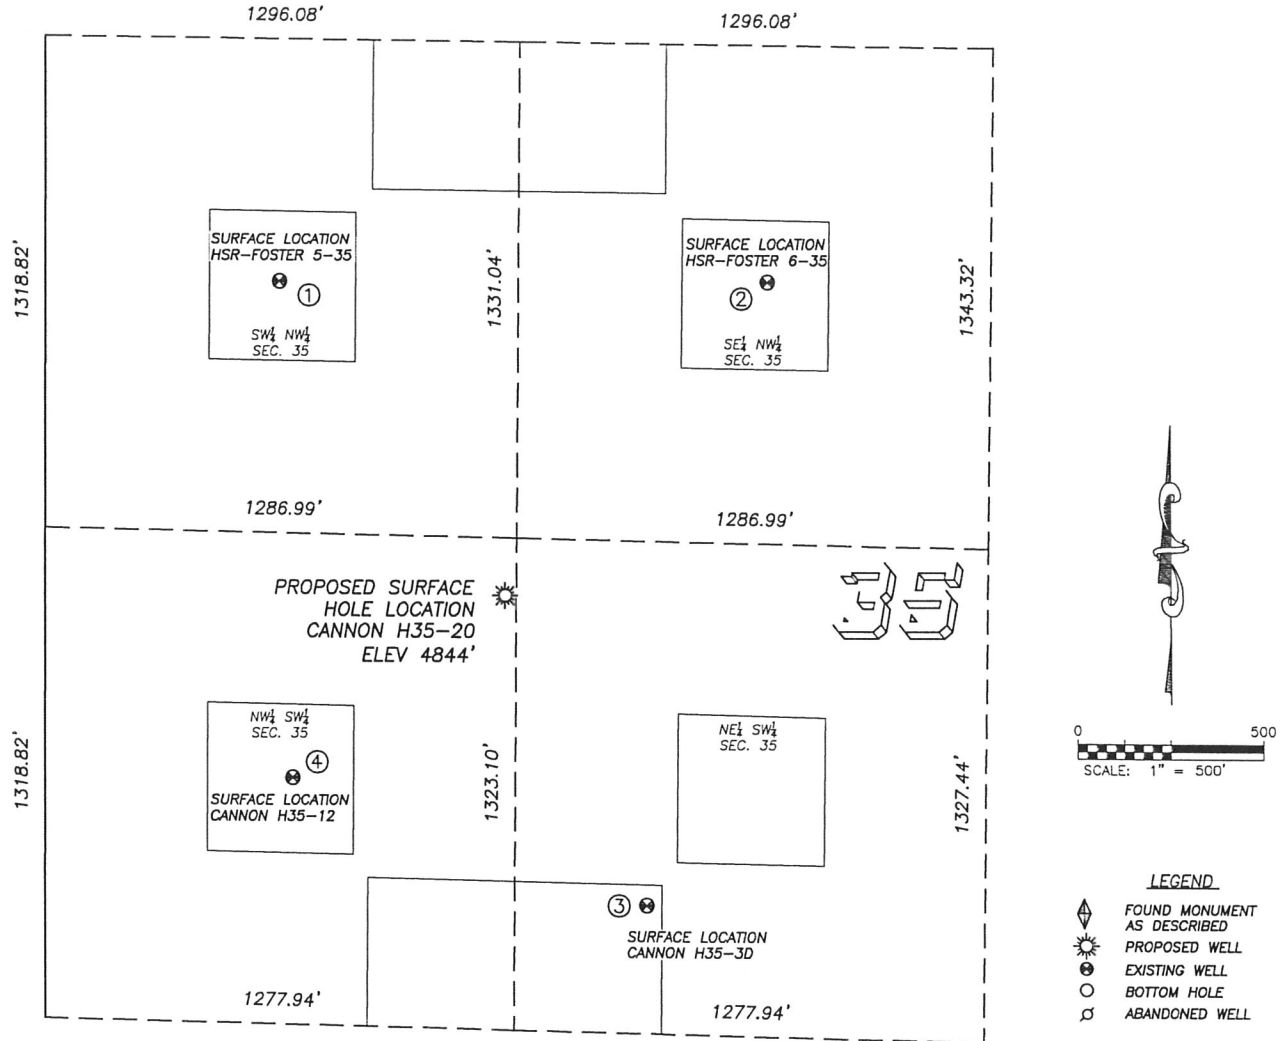 1296.08'
1296.08'
1318.82'
SURFACE LOCATION
HSR-FOSTER 5-35
①
SW¼ NW¼
SEC. 35
1331.04'
SURFACE LOCATION
HSR-FOSTER 6-35
②
SE¼ NW¼
SEC. 35
1343.32'
1286.99'
1286.99'
PROPOSED SURFACE
HOLE LOCATION
CANNON H35-20
ELEV 4844'
35
1318.82'
NW¼ SW¼
SEC. 35
④
SURFACE LOCATION
CANNON H35-12
1323.10'
NE¼ SW¼
SEC. 35
1327.44'
③
SURFACE LOCATION
CANNON H35-3D
1277.94'
1277.94'
0 500
SCALE: 1" = 500'
LEGEND
FOUND MONUMENT
AS DESCRIBED
PROPOSED WELL
EXISTING WELL
BOTTOM HOLE
ABANDONED WELL